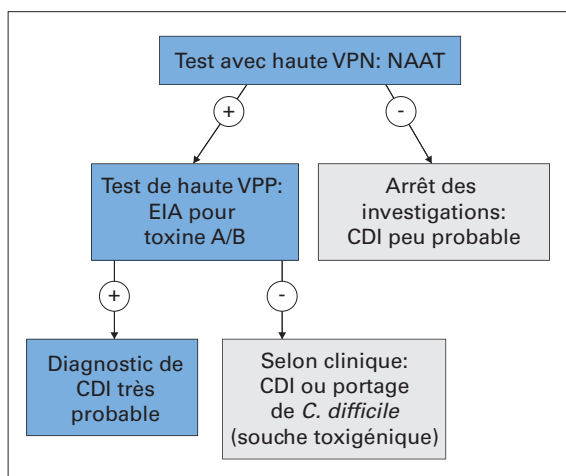 Test avec haute VPN: NAAT
+
-
Test de haute VPP:
EIA pour
toxine A/B
Arrêt des
investigations:
CDI peu probable
+
-
Diagnostic de
CDI très
probable
Selon clinique:
CDI ou portage
de C. difficile
(souche toxigénique)